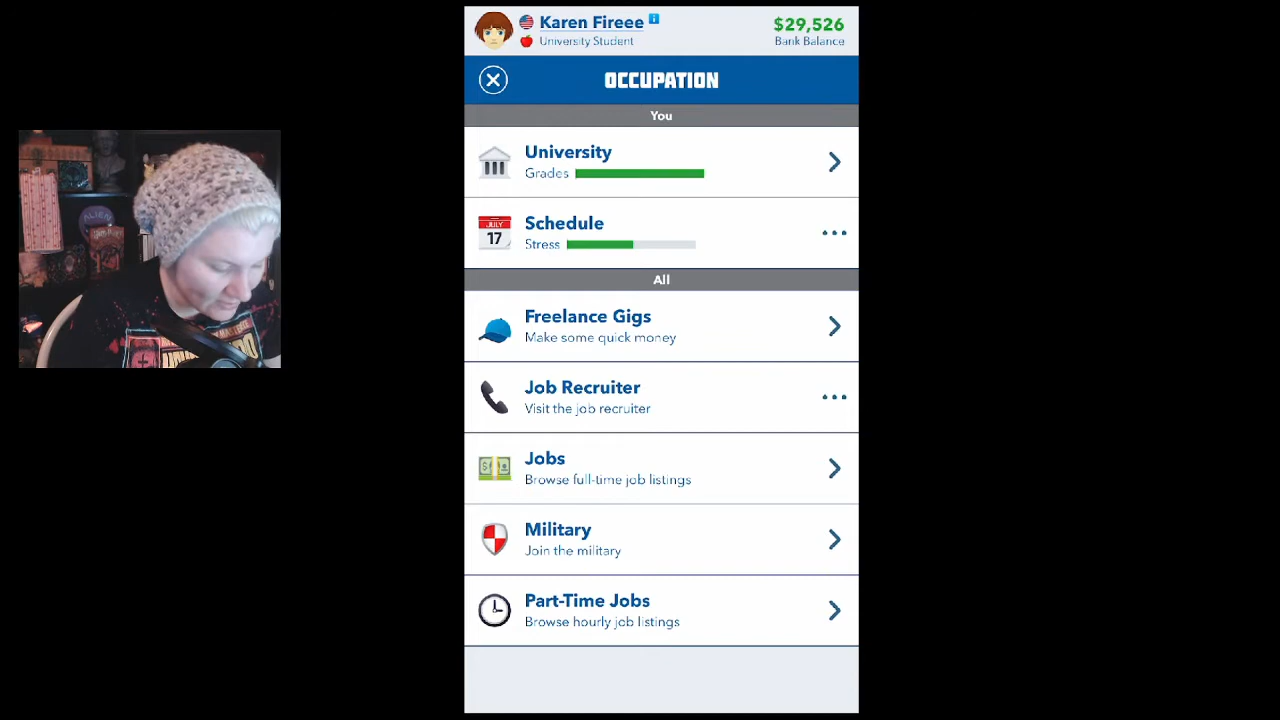 Karen Fireee
University Student
$29,526
Bank Balance
OCCUPATION
You
University
Grades
JULY
17
Schedule
Stress
All
Freelance Gigs
Make some quick money
Job Recruiter
Visit the job recruiter
Jobs
Browse full-time job listings
Military
Join the military
Part-Time Jobs
Browse hourly job listings
ALIEN